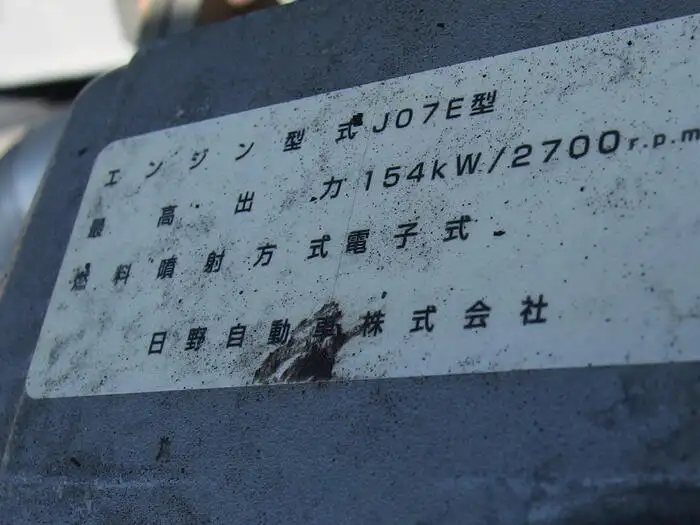 エンジン型式J07E型
最高出力154kW/2700r.p.m
燃料噴射方式電子式
日野自動車株式会社